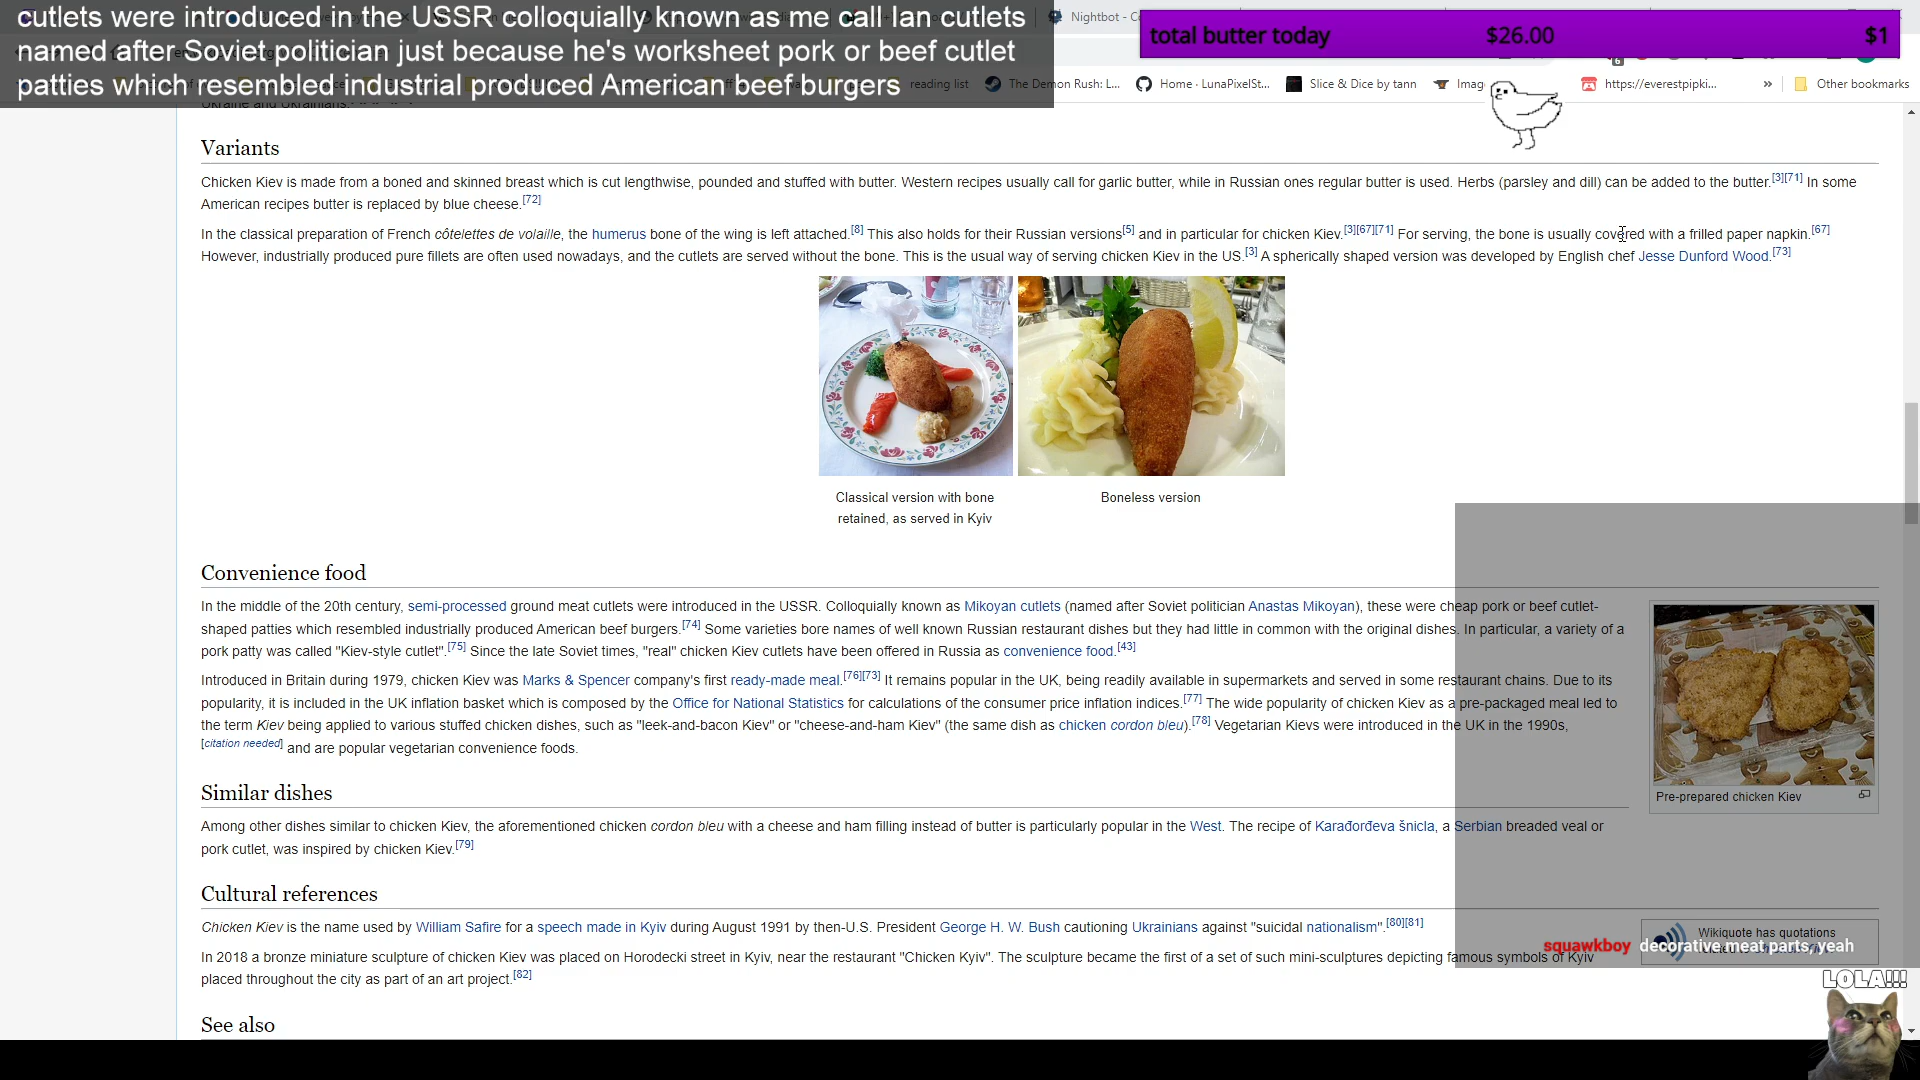 cutlets were introduced in the USSR colloquially known as me call Ian cutlets
named after Soviet politician just because he's worksheet pork or beef cutlet
patties which resembled industrial produced American beef burgers
total butter today $26.00 $1
Nightbot - Co
reading list The Demon Rush: L... Home · LunaPixelSt... Slice & Dice by tann Imag https://everestpipki... » Other bookmarks
Ukraine and Ukrainians.
Variants
Chicken Kiev is made from a boned and skinned breast which is cut lengthwise, pounded and stuffed with butter. Western recipes usually call for garlic butter, while in Russian ones regular butter is used. Herbs (parsley and dill) can be added to the butter.[3][71] In some
American recipes butter is replaced by blue cheese.[72]
In the classical preparation of French côtelettes de volaille, the humerus bone of the wing is left attached.[8] This also holds for their Russian versions[5] and in particular for chicken Kiev.[3][67][71] For serving, the bone is usually covered with a frilled paper napkin.[67]
However, industrially produced pure fillets are often used nowadays, and the cutlets are served without the bone. This is the usual way of serving chicken Kiev in the US.[3] A spherically shaped version was developed by English chef Jesse Dunford Wood.[73]
Classical version with bone
retained, as served in Kyiv
Boneless version
Convenience food
In the middle of the 20th century, semi-processed ground meat cutlets were introduced in the USSR. Colloquially known as Mikoyan cutlets (named after Soviet politician Anastas Mikoyan), these were cheap pork or beef cutlet-
shaped patties which resembled industrially produced American beef burgers.[74] Some varieties bore names of well known Russian restaurant dishes but they had little in common with the original dishes. In particular, a variety of a
pork patty was called "Kiev-style cutlet".[75] Since the late Soviet times, "real" chicken Kiev cutlets have been offered in Russia as convenience food.[43]
Introduced in Britain during 1979, chicken Kiev was Marks & Spencer company's first ready-made meal.[76][73] It remains popular in the UK, being readily available in supermarkets and served in some restaurant chains. Due to its
popularity, it is included in the UK inflation basket which is composed by the Office for National Statistics for calculations of the consumer price inflation indices.[77] The wide popularity of chicken Kiev as a pre-packaged meal led to
the term Kiev being applied to various stuffed chicken dishes, such as "leek-and-bacon Kiev" or "cheese-and-ham Kiev" (the same dish as chicken cordon bleu).[78] Vegetarian Kievs were introduced in the UK in the 1990s,
[citation needed] and are popular vegetarian convenience foods.
Pre-prepared chicken Kiev
Similar dishes
Among other dishes similar to chicken Kiev, the aforementioned chicken cordon bleu with a cheese and ham filling instead of butter is particularly popular in the West. The recipe of Karađorđeva šnicla, a Serbian breaded veal or
pork cutlet, was inspired by chicken Kiev.[79]
Cultural references
Chicken Kiev is the name used by William Safire for a speech made in Kyiv during August 1991 by then-U.S. President George H. W. Bush cautioning Ukrainians against "suicidal nationalism".[80][81]
Wikiquote has quotations
squawkboy decorative meat parts, yeah
In 2018 a bronze miniature sculpture of chicken Kiev was placed on Horodecki street in Kyiv, near the restaurant "Chicken Kyiv". The sculpture became the first of a set of such mini-sculptures depicting famous symbols of Kyiv
placed throughout the city as part of an art project.[82]
LOLA!!!
See also